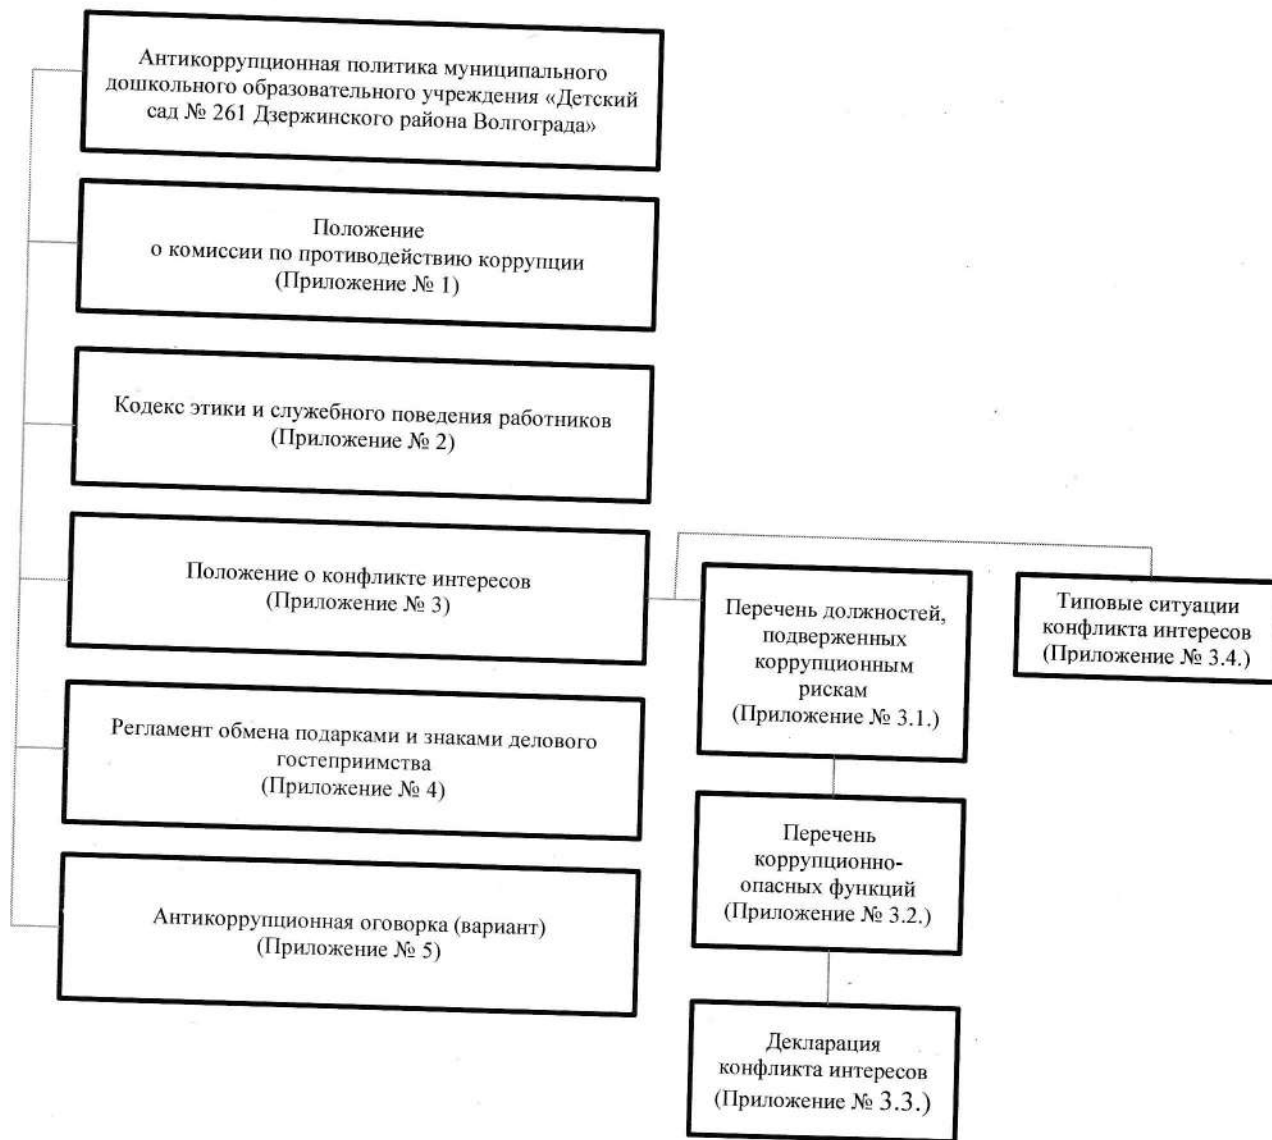 Антикоррупционная политика муниципального
дошкольного образовательного учреждения «Детский
сад № 261 Дзержинского района Волгограда»
Положение
о комиссии по противодействию коррупции
(Приложение № 1)
Кодекс этики и служебного поведения работников
(Приложение № 2)
Положение о конфликте интересов
(Приложение № 3)
Регламент обмена подарками и знаками делового
гостеприимства
(Приложение № 4)
Антикоррупционная оговорка (вариант)
(Приложение № 5)
Перечень должностей,
подверженных
коррупционным
рискам
(Приложение № 3.1.)
Перечень
коррупционно-
опасных функций
(Приложение № 3.2.)
Декларация
конфликта интересов
(Приложение № 3.3.)
Типовые ситуации
конфликта интересов
(Приложение № 3.4.)